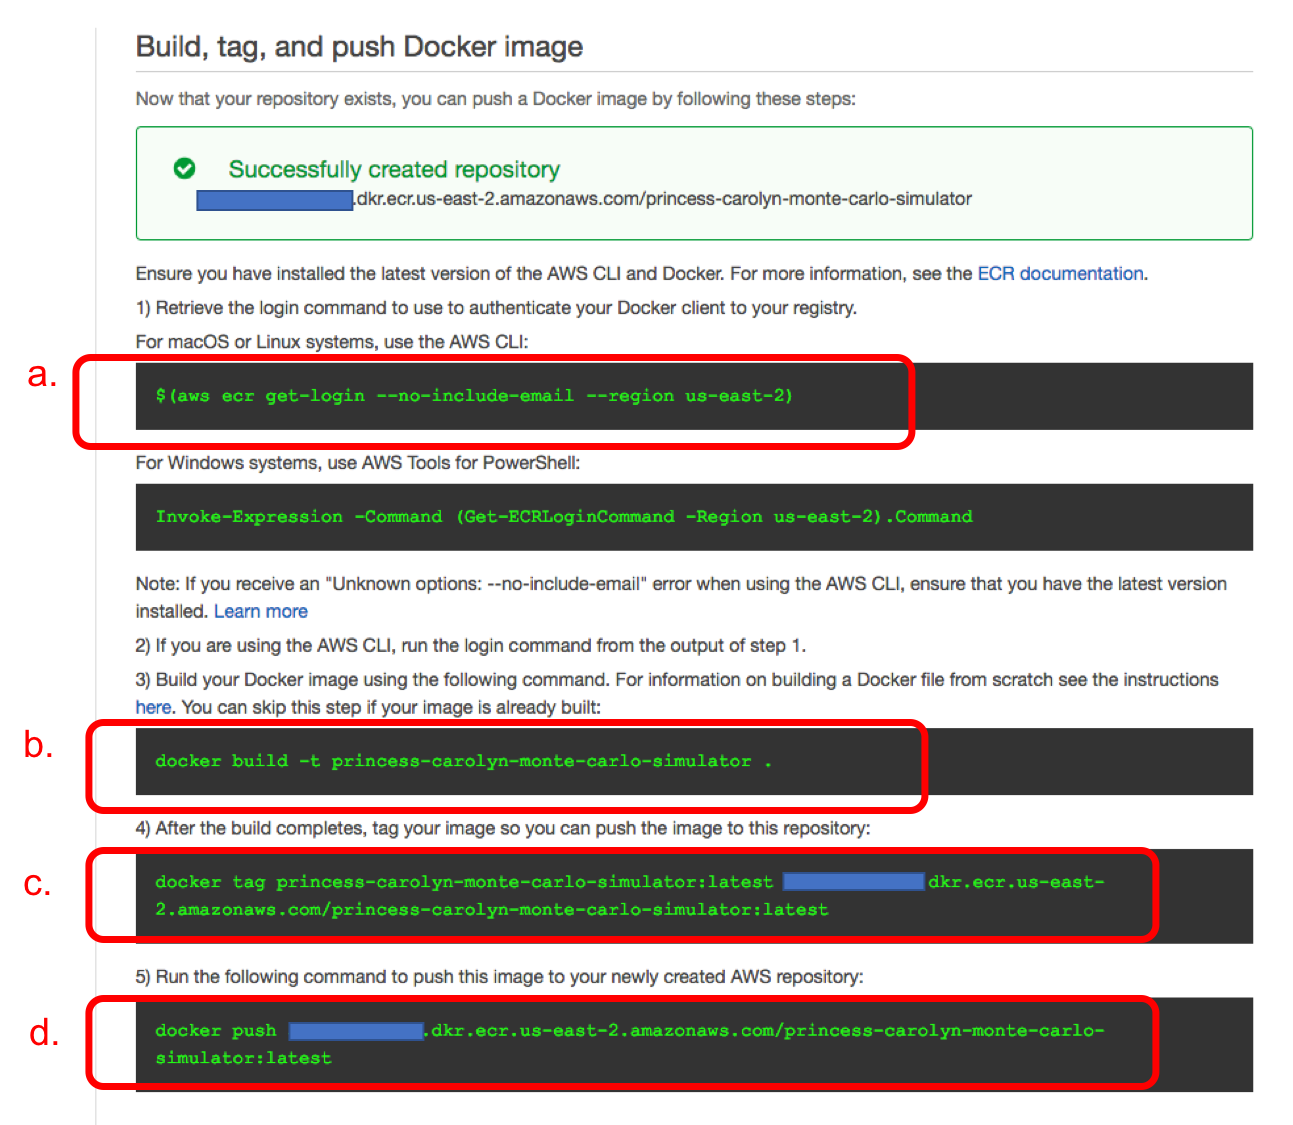 Build, tag, and push Docker image
Now that your repository exists, you can push a Docker image by following these steps:
Successfully created repository
.dkr.ecr.us-east-2.amazonaws.com/princess-carolyn-monte-carlo-simulator
Ensure you have installed the latest version of the AWS CLI and Docker. For more information, see the ECR documentation.
1) Retrieve the login command to use to authenticate your Docker client to your registry.
For macOS or Linux systems, use the AWS CLI:
a.
$(aws ecr get-login --no-include-email --region us-east-2)
For Windows systems, use AWS Tools for PowerShell:
Invoke-Expression -Command (Get-ECRLoginCommand -Region us-east-2).Command
Note: If you receive an "Unknown options: --no-include-email" error when using the AWS CLI, ensure that you have the latest version
installed. Learn more
2) If you are using the AWS CLI, run the login command from the output of step 1.
3) Build your Docker image using the following command. For information on building a Docker file from scratch see the instructions
here. You can skip this step if your image is already built:
b.
docker build -t princess-carolyn-monte-carlo-simulator .
4) After the build completes, tag your image so you can push the image to this repository:
c.
docker tag princess-carolyn-monte-carlo-simulator:latest dkr.ecr.us-east-
2.amazonaws.com/princess-carolyn-monte-carlo-simulator:latest
5) Run the following command to push this image to your newly created AWS repository:
d.
docker push .dkr.ecr.us-east-2.amazonaws.com/princess-carolyn-monte-carlo-
simulator:latest